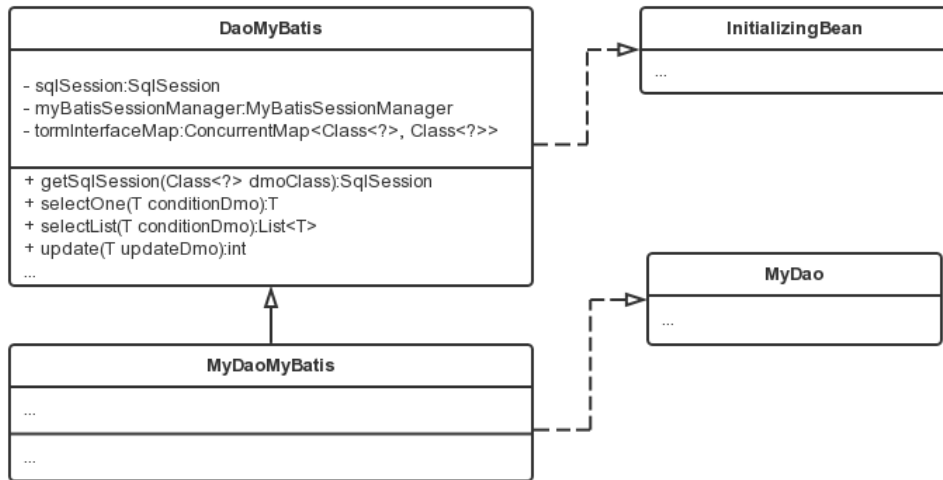 DaoMyBatis
- sqlSession:SqlSession
- myBatisSessionManager:MyBatisSessionManager
- tormInterfaceMap:ConcurrentMap<Class<?>, Class<?>>
+ getSqlSession(Class<?> dmoClass):SqlSession
+ selectOne(T conditionDmo):T
+ selectList(T conditionDmo):List<T>
+ update(T updateDmo):int
...
InitializingBean
...
MyDao
...
MyDaoMyBatis
...
...